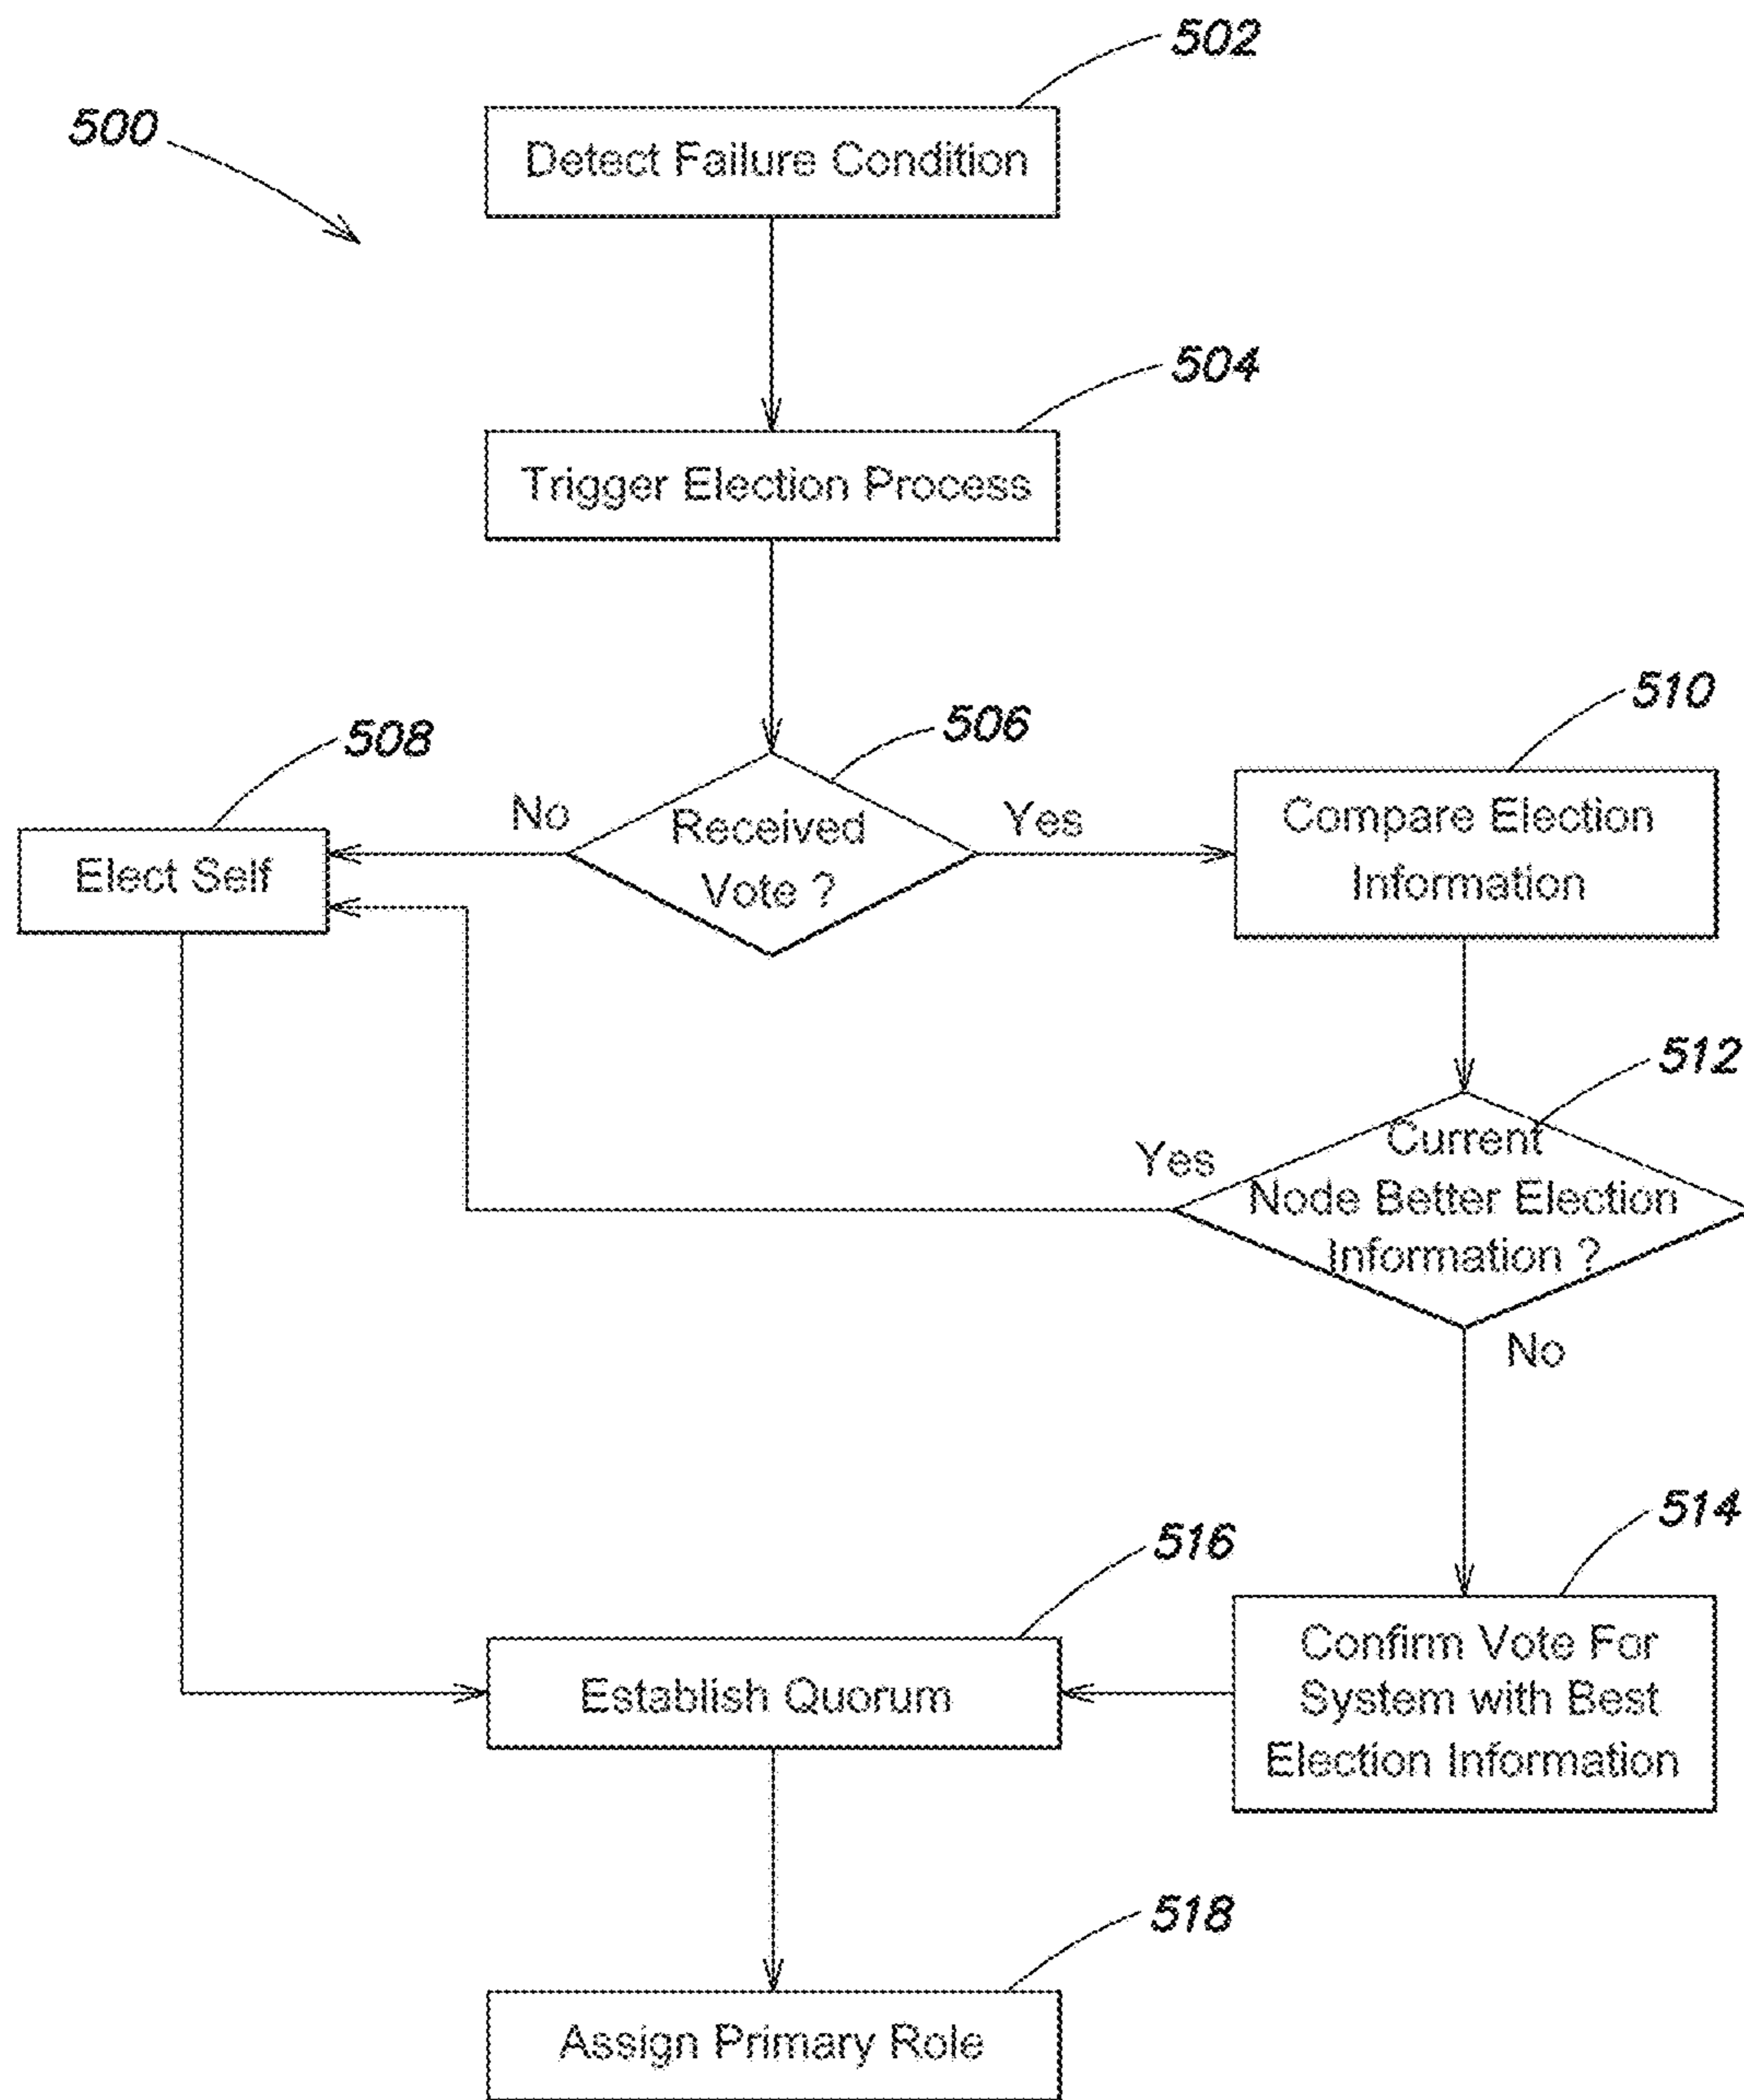 502
500
Detect Failure Condition
504
Trigger Election Process
510
506
508
No
Received
Vote ?
Yes
Compare Election
Information
Elect Self
512
Yes
Current
Node Better Election
Information ?
No
514
516
Confirm Vote For
System with Best
Election Information
Establish Quorum
518
Assign Primary Role